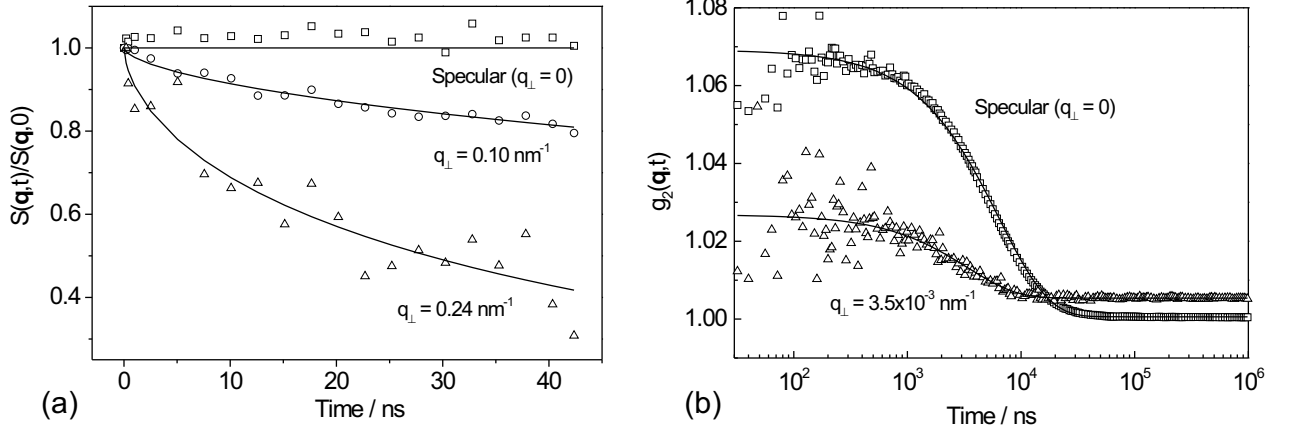 1.0
0.8
0.6
0.4
S(q,t)/S(q,0)
Specular (q⊥ = 0)
q⊥ = 0.10 nm⁻¹
q⊥ = 0.24 nm⁻¹
0 10 20 30 40
Time / ns
(a)
1.08
1.06
1.04
1.02
1.00
g₂(q,t)
Specular (q⊥ = 0)
q⊥ = 3.5x10⁻³ nm⁻¹
10² 10³ 10⁴ 10⁵ 10⁶
Time / ns
(b)